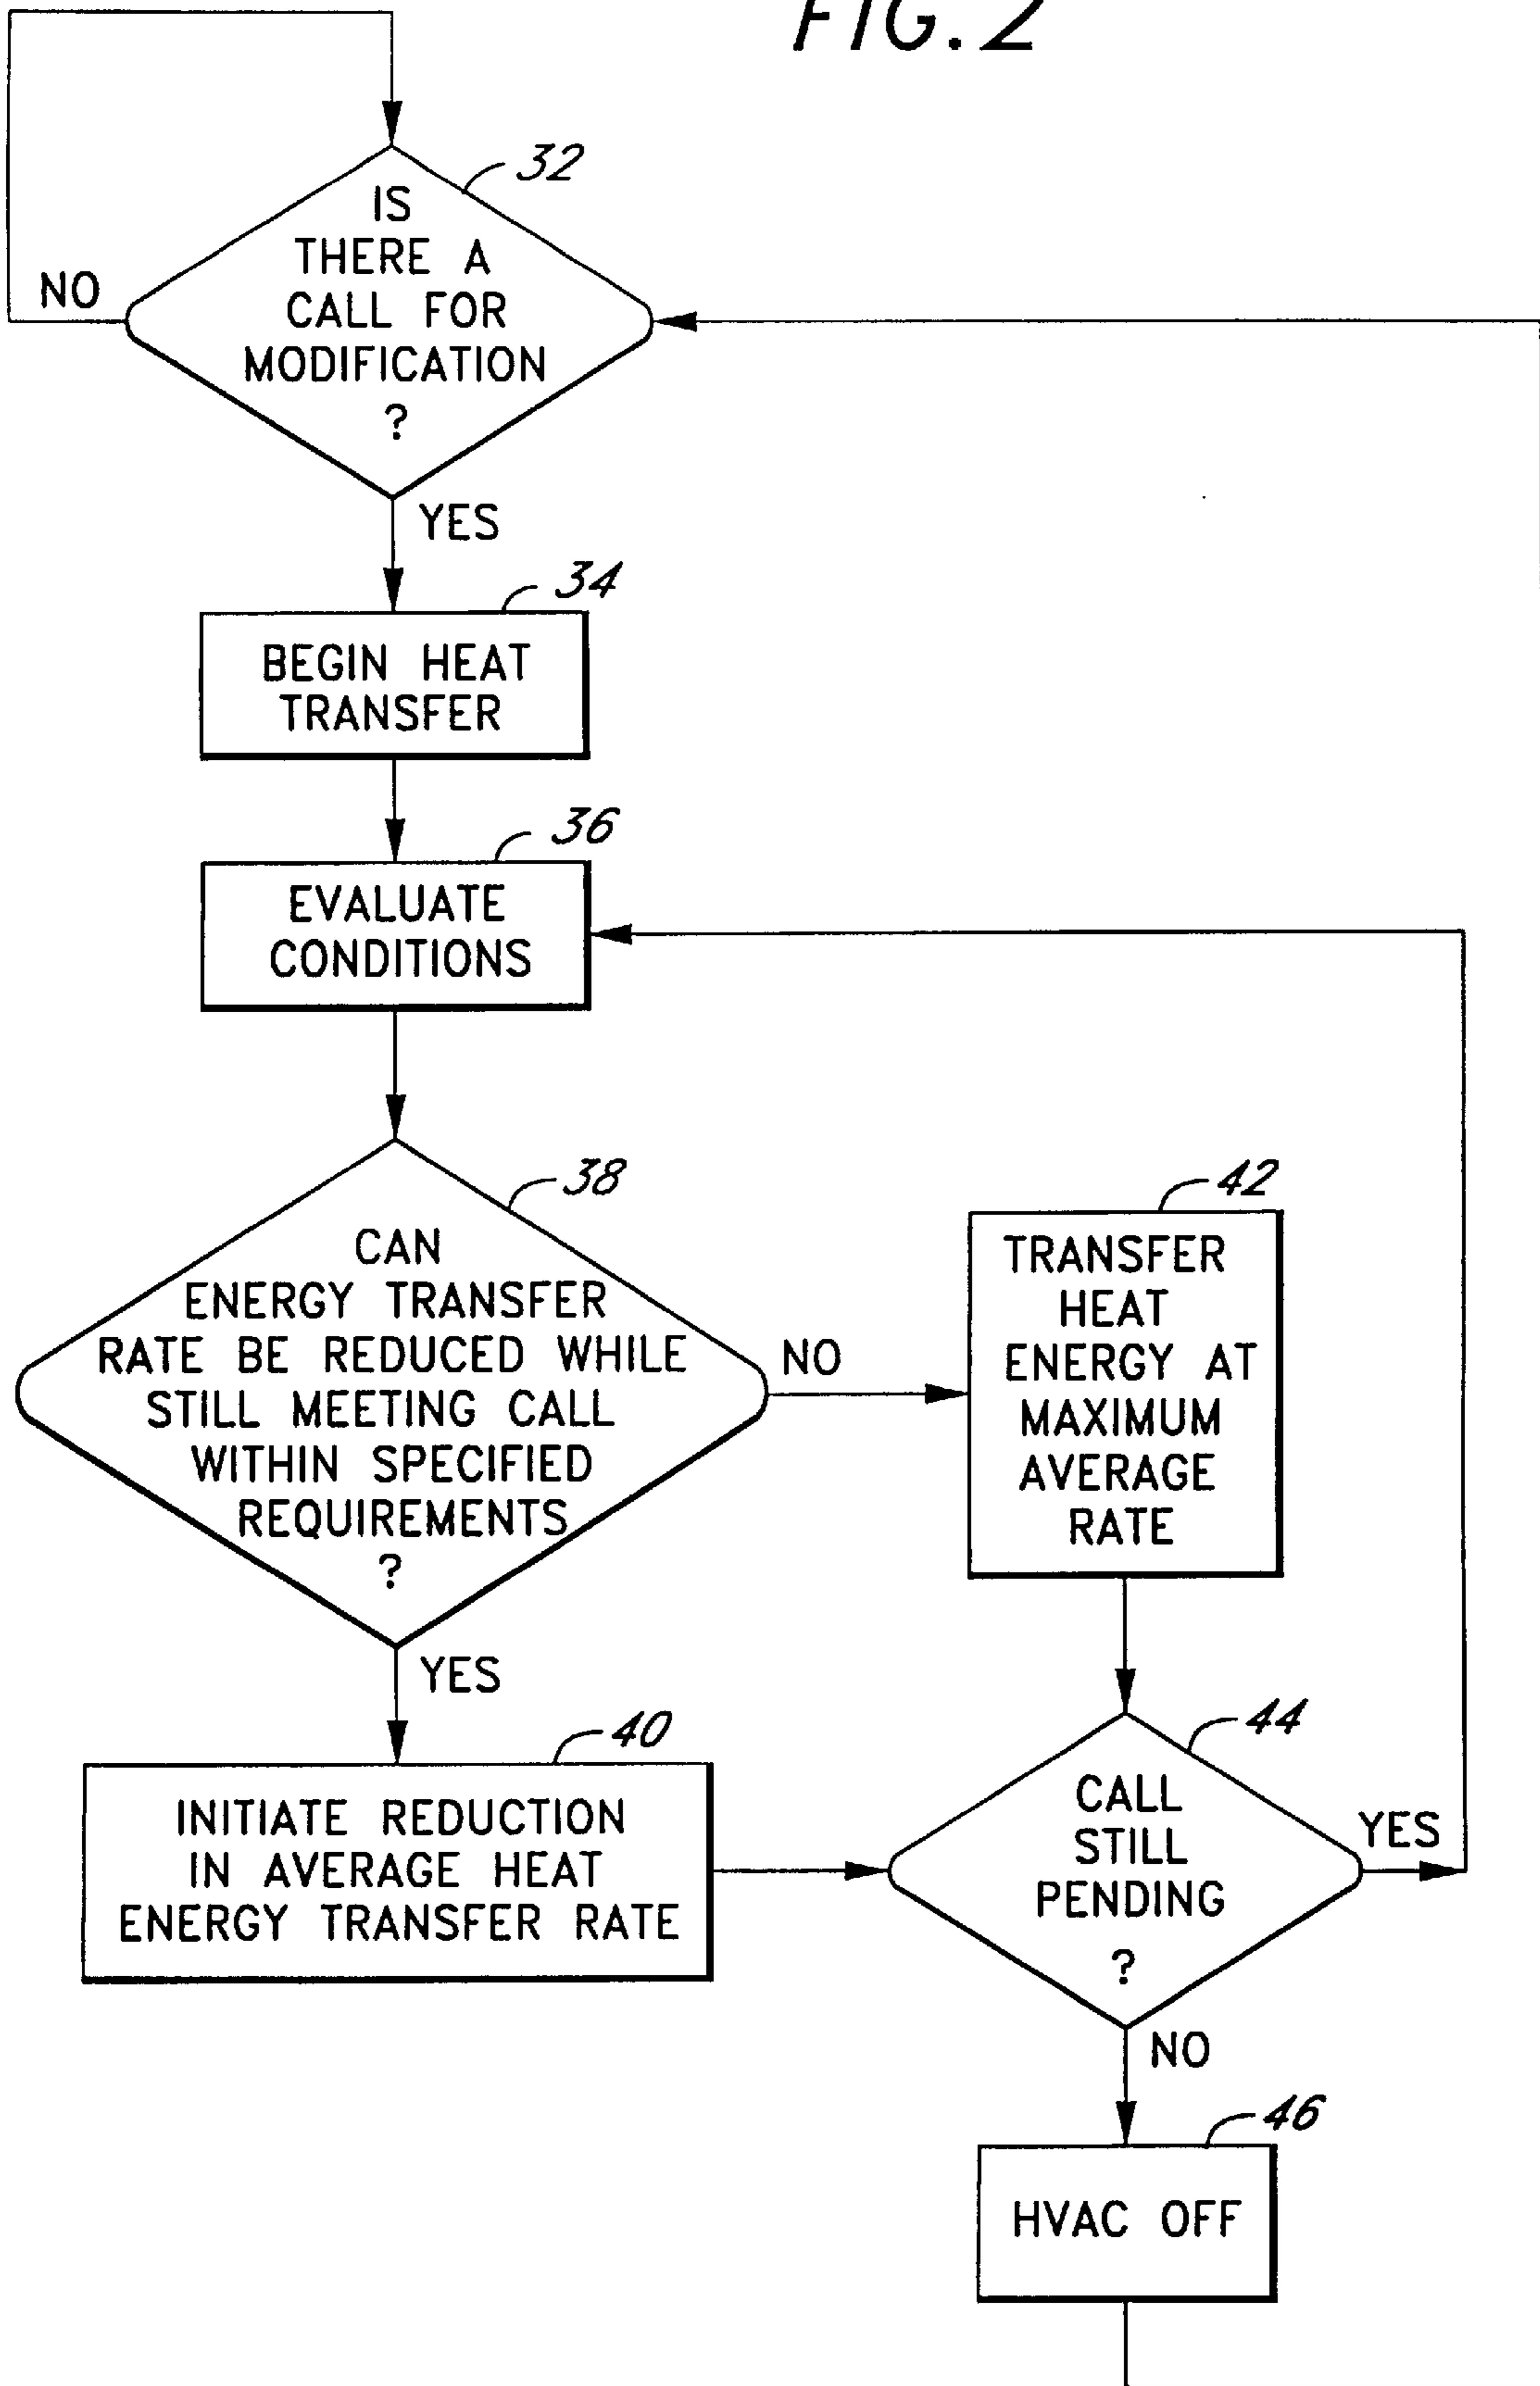 FIG. 2
32
IS
THERE A
CALL FOR
MODIFICATION
?
NO
YES
34
BEGIN HEAT
TRANSFER
36
EVALUATE
CONDITIONS
38
CAN
ENERGY TRANSFER
RATE BE REDUCED WHILE
STILL MEETING CALL
WITHIN SPECIFIED
REQUIREMENTS
?
NO
YES
42
TRANSFER
HEAT
ENERGY AT
MAXIMUM
AVERAGE
RATE
40
INITIATE REDUCTION
IN AVERAGE HEAT
ENERGY TRANSFER RATE
44
CALL
STILL
PENDING
?
YES
NO
46
HVAC OFF